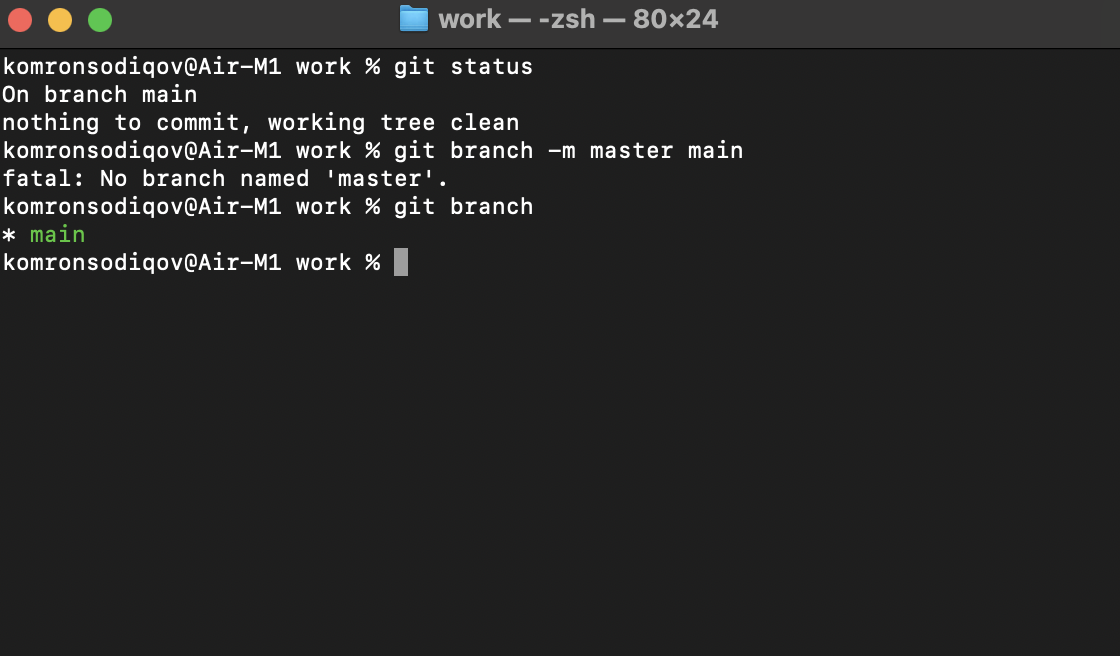 work — -zsh — 80×24
komronsodiqov@Air-M1 work % git status
On branch main
nothing to commit, working tree clean
komronsodiqov@Air-M1 work % git branch -m master main
fatal: No branch named 'master'.
komronsodiqov@Air-M1 work % git branch
* main
komronsodiqov@Air-M1 work %